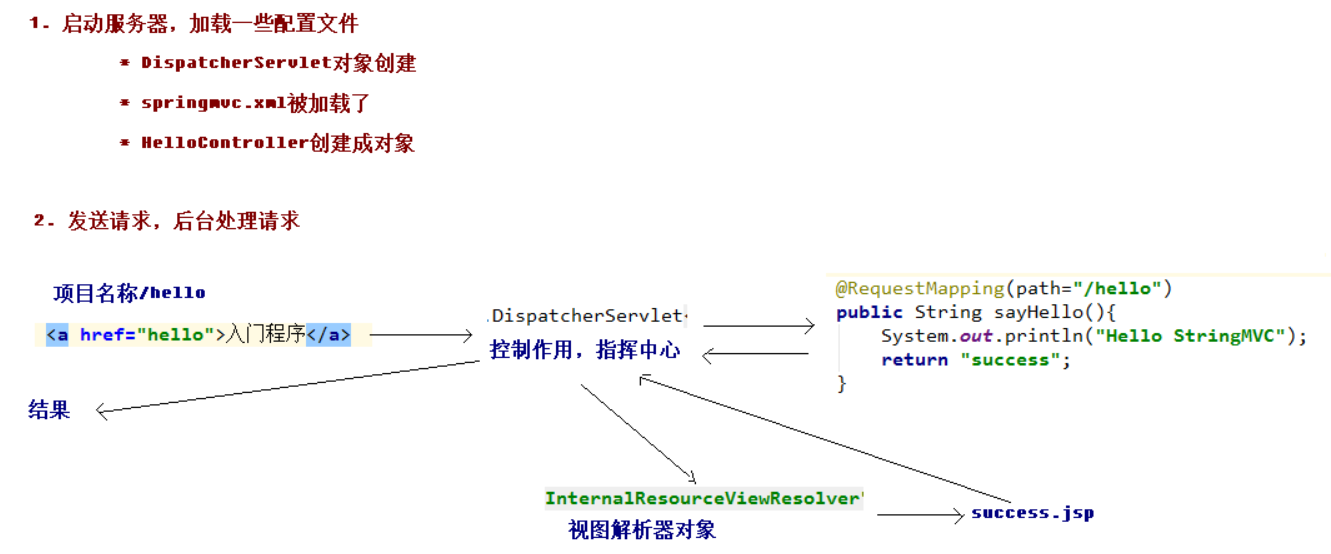 1. 启动服务器，加载一些配置文件
* DispatcherServlet对象创建
* springmvc.xml被加载了
* HelloController创建成对象
2. 发送请求，后台处理请求
项目名称/hello
<a href="hello">入门程序</a>
.DispatcherServlet
控制作用，指挥中心
@RequestMapping(path="/hello")
public String sayHello(){
System.out.println("Hello StringMVC");
return "success";
}
结果
InternalResourceViewResolver"
视图解析器对象
success.jsp